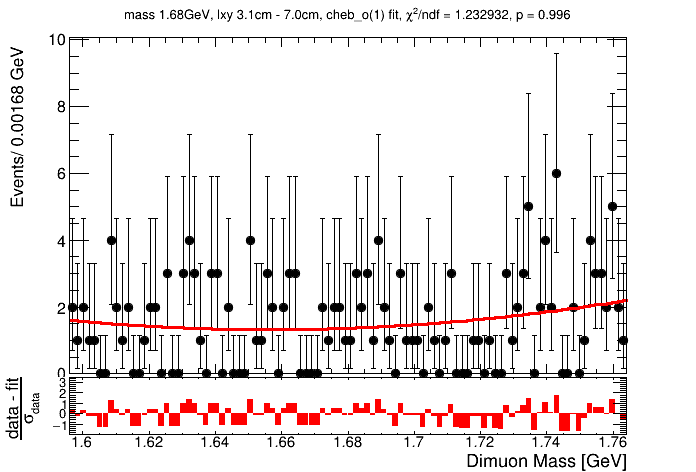 mass 1.68GeV, lxy 3.1cm - 7.0cm, cheb_o(1) fit, χ²/ndf = 1.232932, p = 0.996
Events/ 0.00168 GeV
10
8
6
4
2
0
data - fit
σdata
3
2
1
0
−1
1.6 1.62 1.64 1.66 1.68 1.7 1.72 1.74 1.76
Dimuon Mass [GeV]